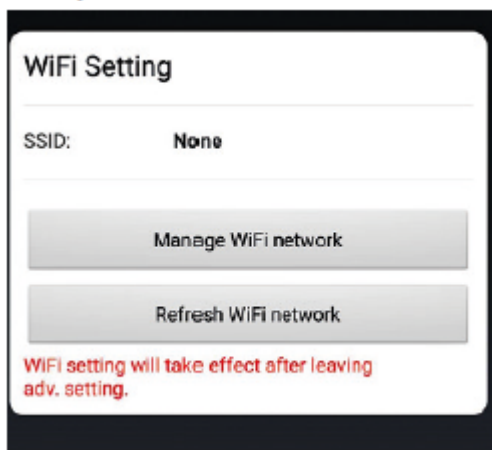 WiFi Setting
SSID: None
Manage WiFi network
Refresh WiFi network
WiFi setting will take effect after leaving
adv. setting.